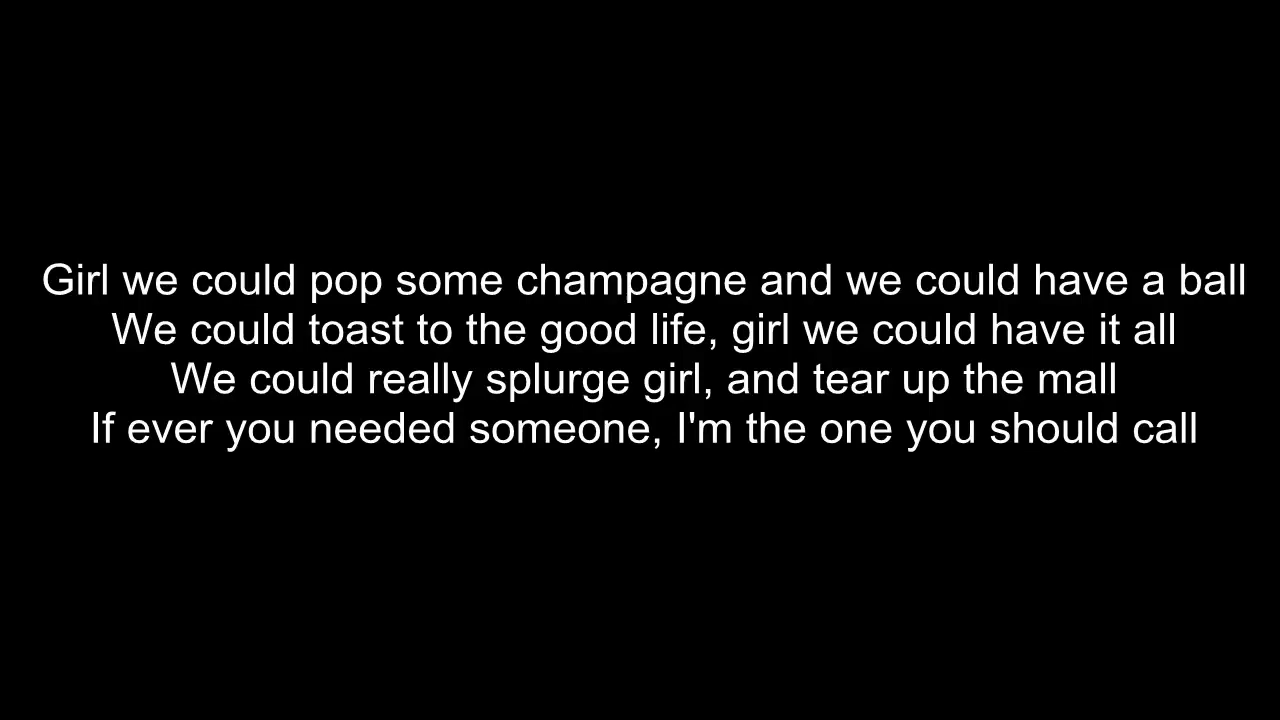 Girl we could pop some champagne and we could have a ball
We could toast to the good life, girl we could have it all
We could really splurge girl, and tear up the mall
If ever you needed someone, I'm the one you should call